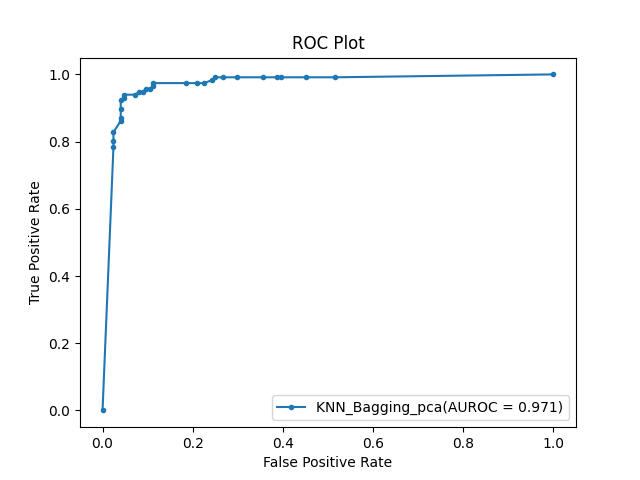 ROC Plot
1.0
0.8
0.6
0.4
0.2
0.0
True Positive Rate
KNN_Bagging_pca(AUROC = 0.971)
0.0 0.2 0.4 0.6 0.8 1.0
False Positive Rate